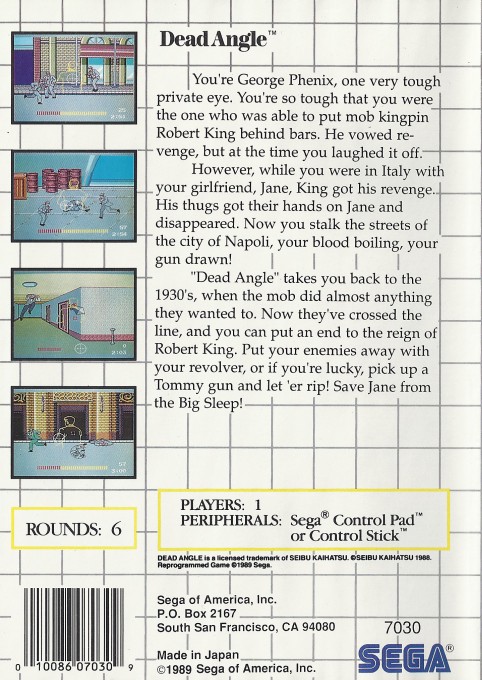 Dead Angle™
You're George Phenix, one very tough
private eye. You're so tough that you were
the one who was able to put mob kingpin
Robert King behind bars. He vowed re-
venge, but at the time you laughed it off.
However, while you were in Italy with
your girlfriend, Jane, King got his revenge.
His thugs got their hands on Jane and
disappeared. Now you stalk the streets of
the city of Napoli, your blood boiling, your
gun drawn!
"Dead Angle" takes you back to the
1930's, when the mob did almost anything
they wanted to. Now they've crossed the
line, and you can put an end to the reign of
Robert King. Put your enemies away with
your revolver, or if you're lucky, pick up a
Tommy gun and let 'er rip! Save Jane from
the Big Sleep!
ROUNDS: 6
PLAYERS: 1
PERIPHERALS: Sega® Control Pad™
or Control Stick™
DEAD ANGLE is a licensed trademark of SEIBU KAIHATSU. ©SEIBU KAIHATSU 1988.
Reprogrammed Game ©1989 Sega.
Sega of America, Inc.
P.O. Box 2167
South San Francisco, CA 94080
7030
Made in Japan
©1989 Sega of America, Inc.
SEGA®
0 10086 07030 9